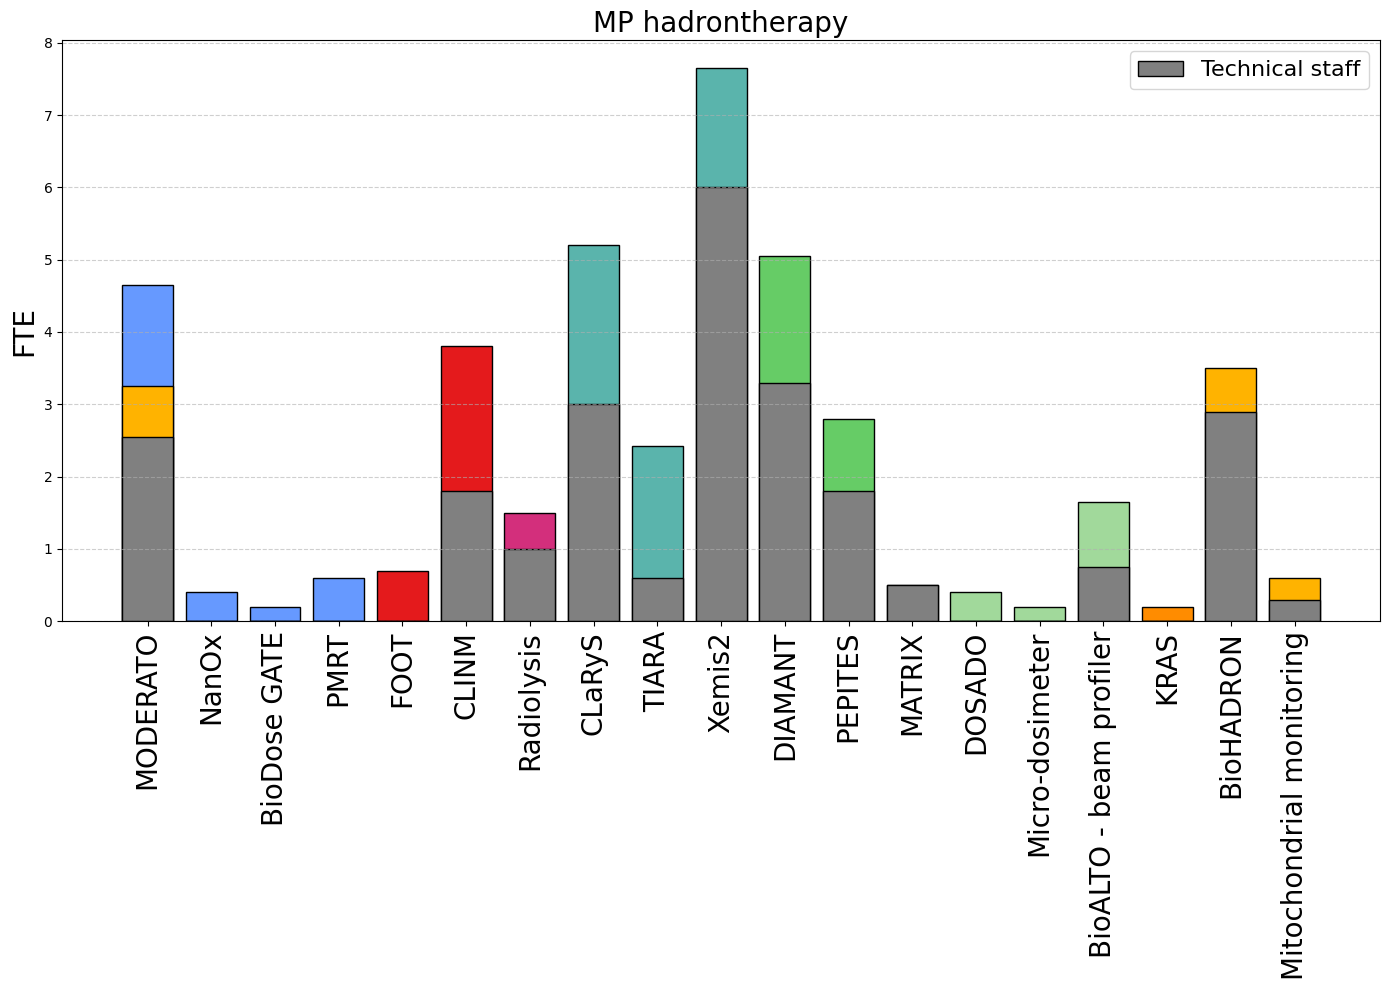 MP hadrontherapy
Technical staff
FTE
8
7
6
5
4
3
2
1
0
MODERATO
NanOx
BioDose GATE
PMRT
FOOT
CLINM
Radiolysis
CLaRyS
TIARA
Xemis2
DIAMANT
PEPITES
MATRIX
DOSADO
Micro-dosimeter
BioALTO - beam profiler
KRAS
BioHADRON
Mitochondrial monitoring